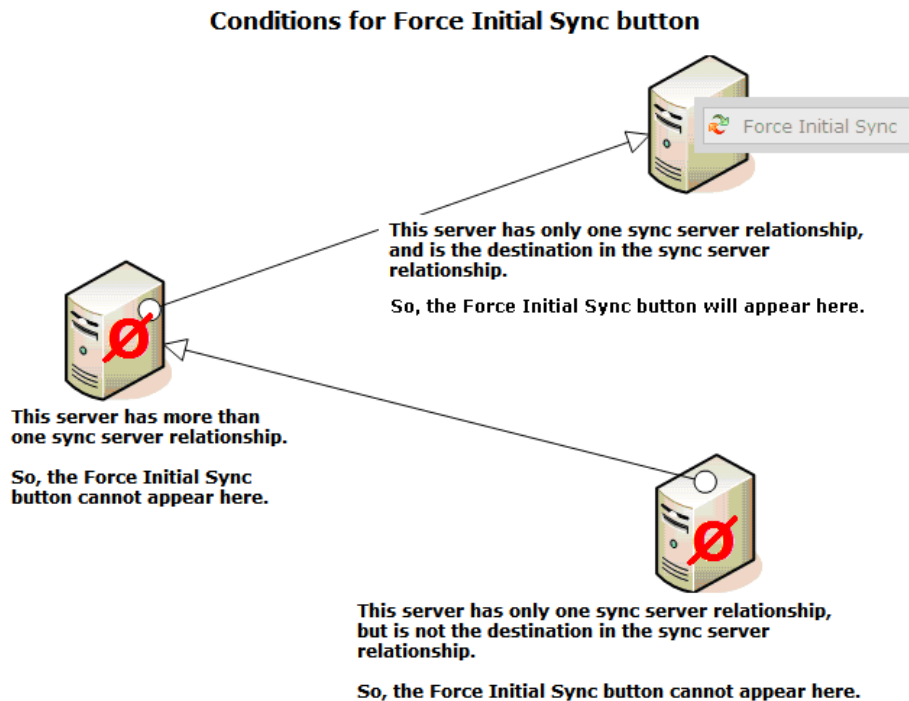 Conditions for Force Initial Sync button
Force Initial Sync
This server has only one sync server relationship,
and is the destination in the sync server
relationship.
So, the Force Initial Sync button will appear here.
This server has more than
one sync server relationship.
So, the Force Initial Sync
button cannot appear here.
This server has only one sync server relationship,
but is not the destination in the sync server
relationship.
So, the Force Initial Sync button cannot appear here.